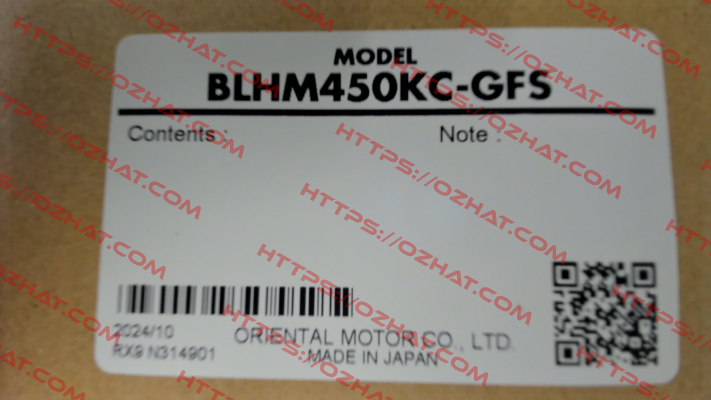 MODEL
BLHM450KC-GFS
Contents :
Note :
2024/10
RX9 N314901
ORIENTAL MOTOR CO., LTD.
MADE IN JAPAN
HTTPS://OZHAT.COM